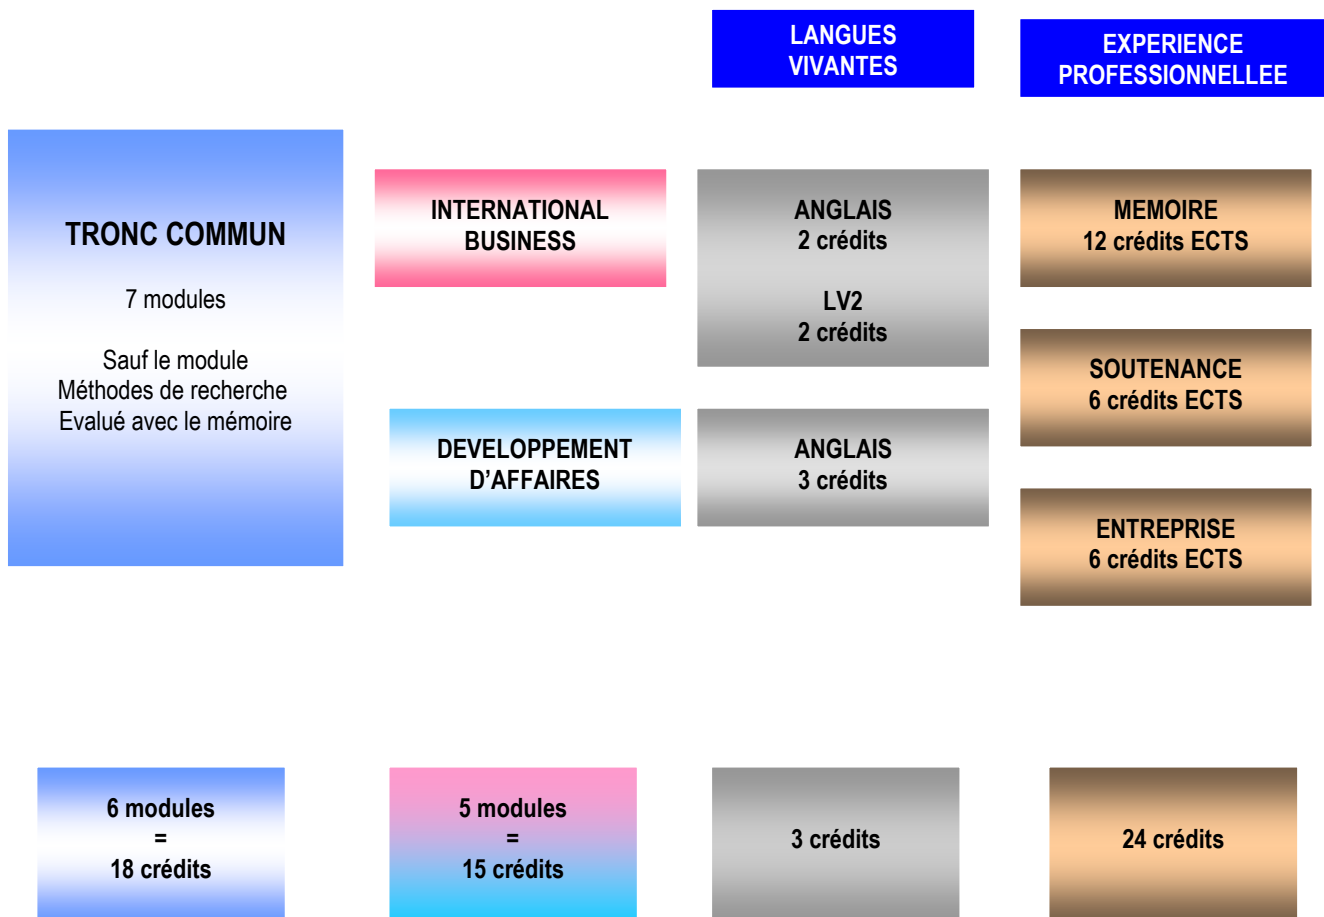 LANGUES
VIVANTES
EXPERIENCE
PROFESSIONNELLEE
TRONC COMMUN
7 modules
Sauf le module
Méthodes de recherche
Evalué avec le mémoire
INTERNATIONAL
BUSINESS
ANGLAIS
2 crédits
LV2
2 crédits
MEMOIRE
12 crédits ECTS
SOUTENANCE
6 crédits ECTS
DEVELOPPEMENT
D’AFFAIRES
ANGLAIS
3 crédits
ENTREPRISE
6 crédits ECTS
6 modules
=
18 crédits
5 modules
=
15 crédits
3 crédits
24 crédits